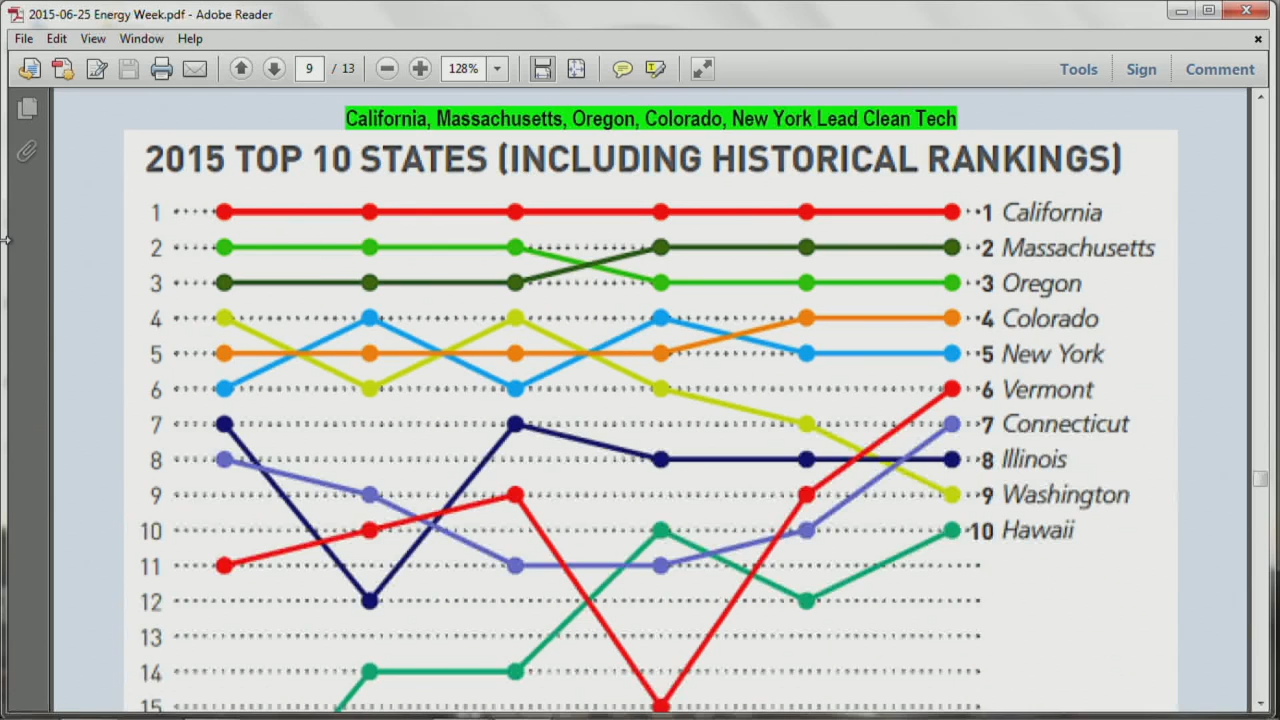 2015-06-25 Energy Week.pdf - Adobe Reader
File Edit View Window Help
9 / 13 128% Tools Sign Comment
California, Massachusetts, Oregon, Colorado, New York Lead Clean Tech
2015 TOP 10 STATES (INCLUDING HISTORICAL RANKINGS)
1 1 California
2 2 Massachusetts
3 3 Oregon
4 4 Colorado
5 5 New York
6 6 Vermont
7 7 Connecticut
8 8 Illinois
9 9 Washington
10 10 Hawaii
11
12
13
14
15